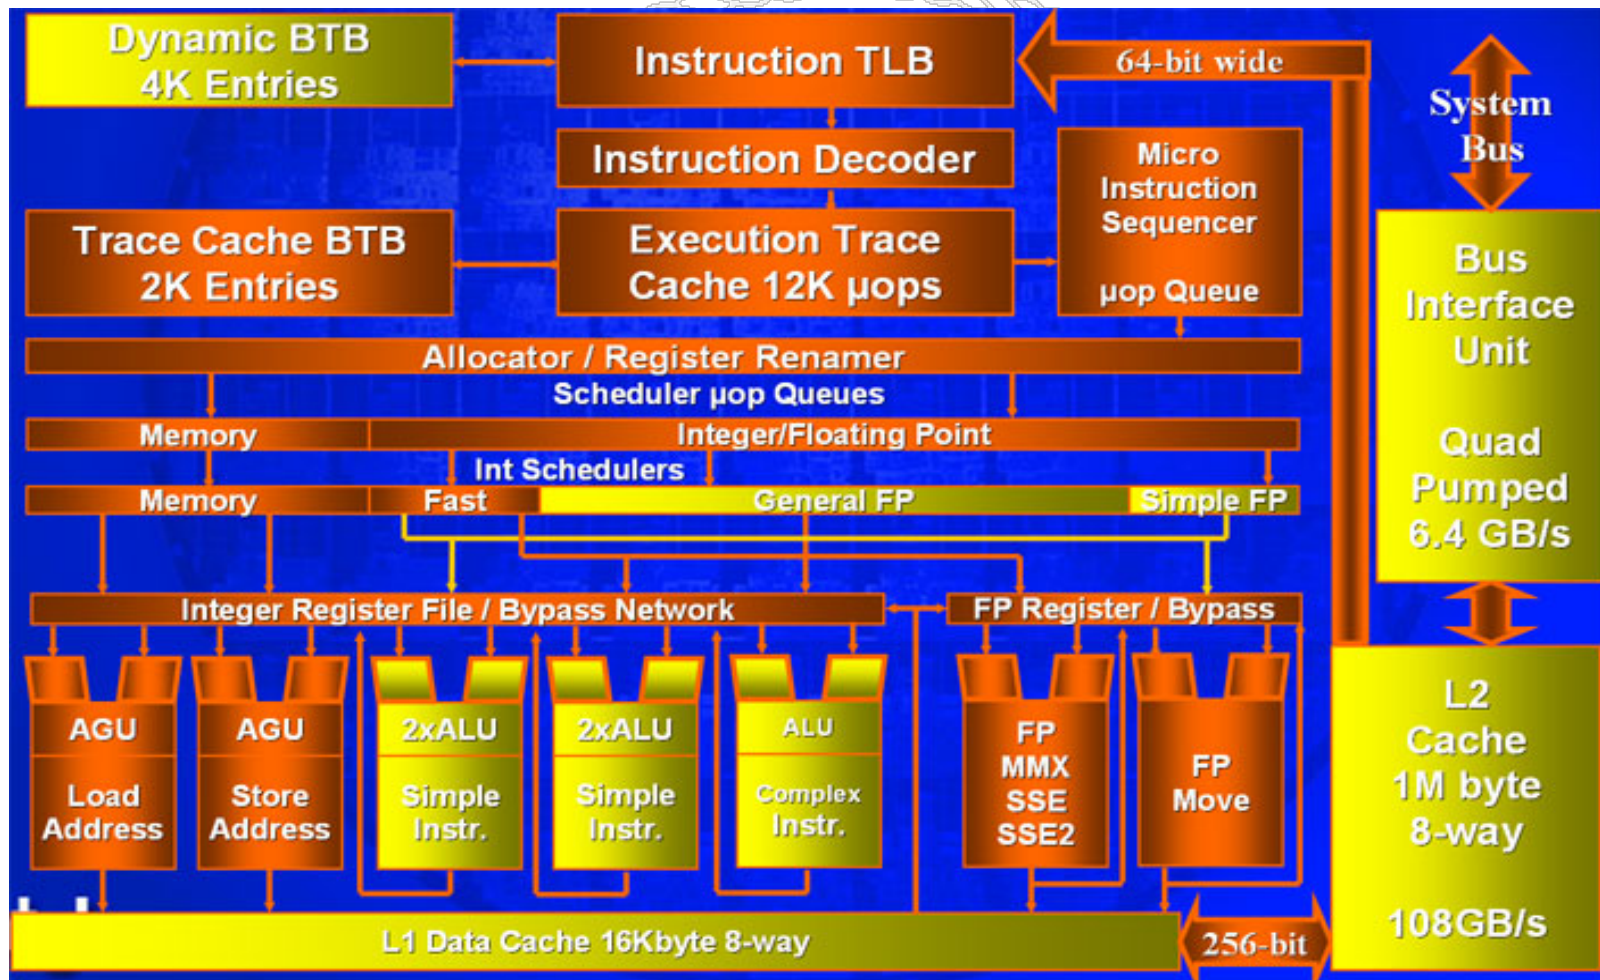 Dynamic BTB
4K Entries
Instruction TLB
64-bit wide
System
Bus
Instruction Decoder
Micro
Instruction
Sequencer
µop Queue
Trace Cache BTB
2K Entries
Execution Trace
Cache 12K µops
Bus
Interface
Unit
Quad
Pumped
6.4 GB/s
Allocator / Register Renamer
Scheduler µop Queues
Memory
Integer/Floating Point
Int Schedulers
Memory
Fast
General FP
Simple FP
Integer Register File / Bypass Network
FP Register / Bypass
AGU
Load
Address
AGU
Store
Address
2xALU
Simple
Instr.
2xALU
Simple
Instr.
ALU
Complex
Instr.
FP
MMX
SSE
SSE2
FP
Move
L2
Cache
1M byte
8-way
108GB/s
L1 Data Cache 16Kbyte 8-way
256-bit